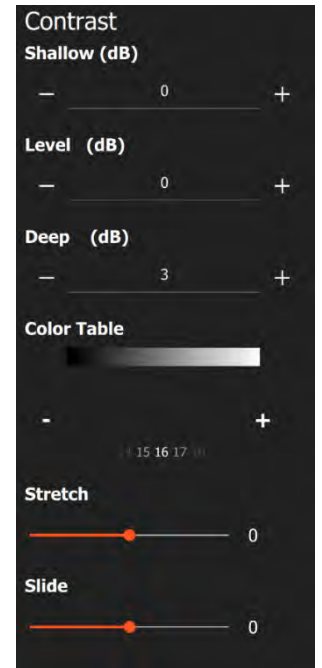 Contrast
Shallow (dB)
− 0 +
Level (dB)
− 0 +
Deep (dB)
− 3 +
Color Table
- +
15 16 17
Stretch
0
Slide
0